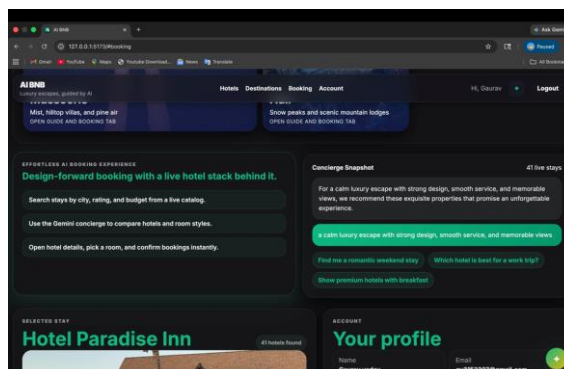 AI BNB
Ask Gemi
127.0.0.1:5173/#booking
Paused
Gmail
YouTube
Maps
Youtube Download...
News
Translate
All Bookmar
AI BNB
Luxury escapes, guided by AI
Hotels
Destinations
Booking
Account
Hi, Gaurav
Logout
Mist, hilltop villas, and pine air
OPEN GUIDE AND BOOKING TAB
Snow peaks and scenic mountain lodges
OPEN GUIDE AND BOOKING TAB
EFFORTLESS AI BOOKING EXPERIENCE
Design-forward booking with a live hotel stack behind it.
Search stays by city, rating, and budget from a live catalog.
Use the Gemini concierge to compare hotels and room styles.
Open hotel details, pick a room, and confirm bookings instantly.
Concierge Snapshot
41 live stays
For a calm luxury escape with strong design, smooth service, and memorable
views, we recommend these exquisite properties that promise an unforgettable
experience.
a calm luxury escape with strong design, smooth service, and memorable views
Find me a romantic weekend stay
Which hotel is best for a work trip?
Show premium hotels with breakfast
SELECTED STAY
Hotel Paradise Inn
41 hotels found
ACCOUNT
Your profile
Name
Email